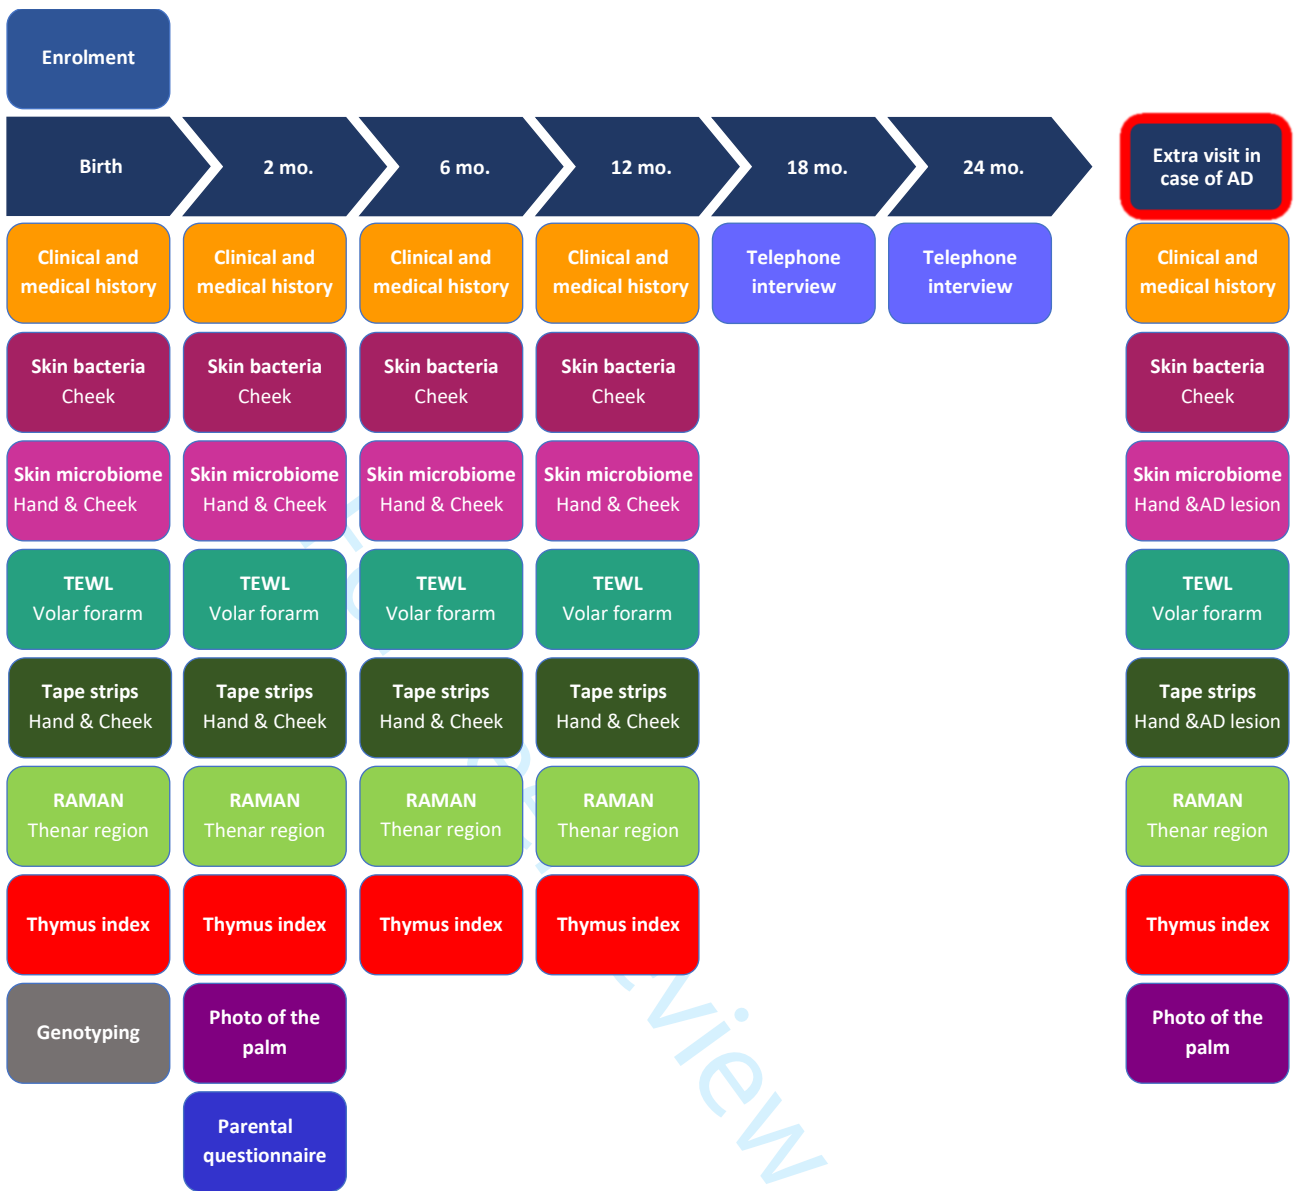 Enrolment
Birth
2 mo.
6 mo.
12 mo.
18 mo.
24 mo.
Extra visit in
case of AD
Clinical and
medical history
Clinical and
medical history
Clinical and
medical history
Clinical and
medical history
Telephone
interview
Telephone
interview
Clinical and
medical history
Skin bacteria
Cheek
Skin bacteria
Cheek
Skin bacteria
Cheek
Skin bacteria
Cheek
Skin bacteria
Cheek
Skin microbiome
Hand & Cheek
Skin microbiome
Hand & Cheek
Skin microbiome
Hand & Cheek
Skin microbiome
Hand & Cheek
Skin microbiome
Hand &AD lesion
TEWL
Volar forarm
TEWL
Volar forarm
TEWL
Volar forarm
TEWL
Volar forarm
TEWL
Volar forarm
Tape strips
Hand & Cheek
Tape strips
Hand & Cheek
Tape strips
Hand & Cheek
Tape strips
Hand & Cheek
Tape strips
Hand &AD lesion
RAMAN
Thenar region
RAMAN
Thenar region
RAMAN
Thenar region
RAMAN
Thenar region
RAMAN
Thenar region
Thymus index
Thymus index
Thymus index
Thymus index
Thymus index
Genotyping
Photo of the
palm
Photo of the
palm
Parental
questionnaire